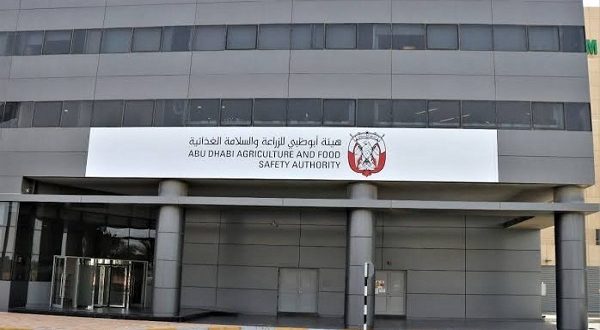 هيئة أبوظبي للزراعة والسلامة الغذائية
ABU DHABI AGRICULTURE AND FOOD
SAFETY AUTHORITY
M